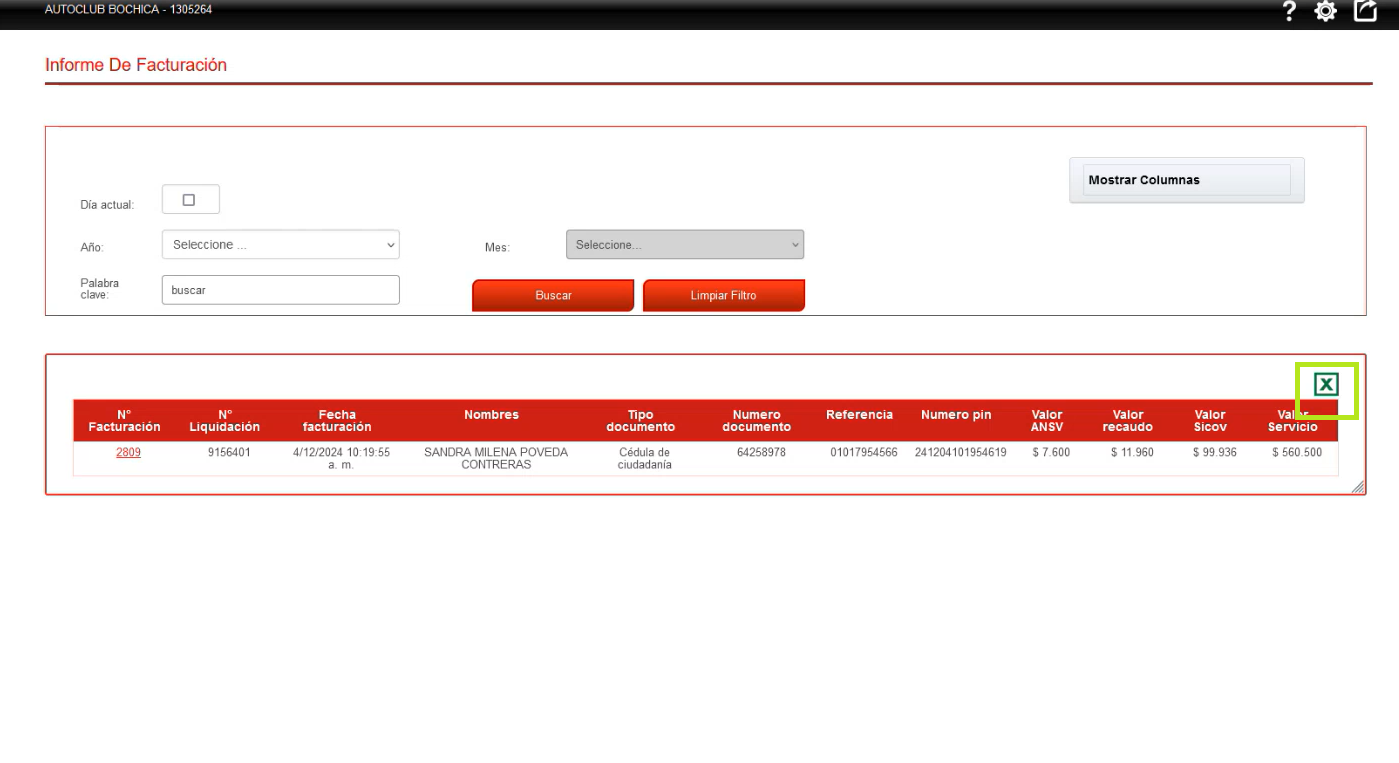 AUTOCLUB BOCHICA - 1305264
Informe De Facturación
Mostrar Columnas
Día actual:
Año: Seleccione ... Mes: Seleccione...
Palabra
clave: buscar Buscar Limpiar Filtro
N° N° Fecha Nombres Tipo Numero Referencia Numero pin Valor Valor Valor Valor
Facturación Liquidación facturación documento documento ANSV recaudo Sicov Servicio
2809 9156401 4/12/2024 10:19:55 SANDRA MILENA POVEDA Cédula de 64258978 01017954566 241204101954619 $ 7.600 $ 11.960 $ 99.936 $ 560.500
a. m. CONTRERAS ciudadanía